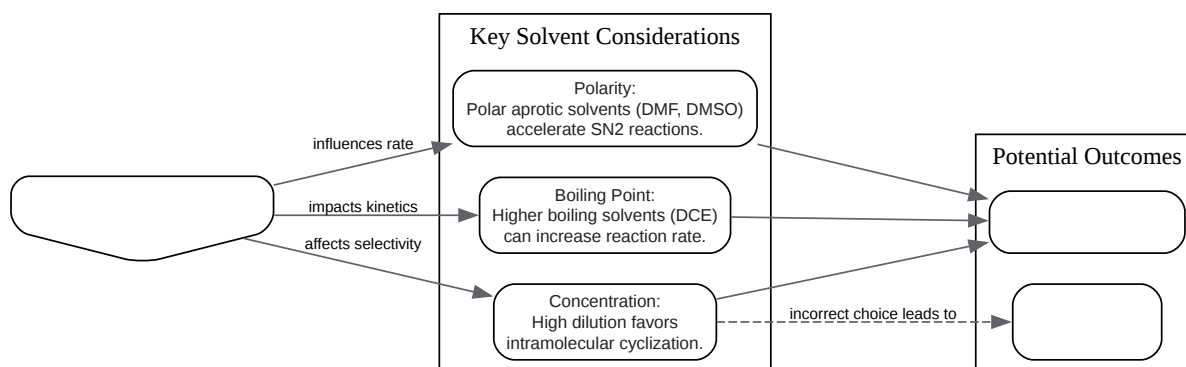 Key Solvent Considerations
Polarity:
Polar aprotic solvents (DMF, DMSO)
accelerate SN2 reactions.
influences rate
Potential Outcomes
Boiling Point:
Higher boiling solvents (DCE)
can increase reaction rate.
impacts kinetics
affects selectivity
Concentration:
High dilution favors
intramolecular cyclization.
incorrect choice leads to